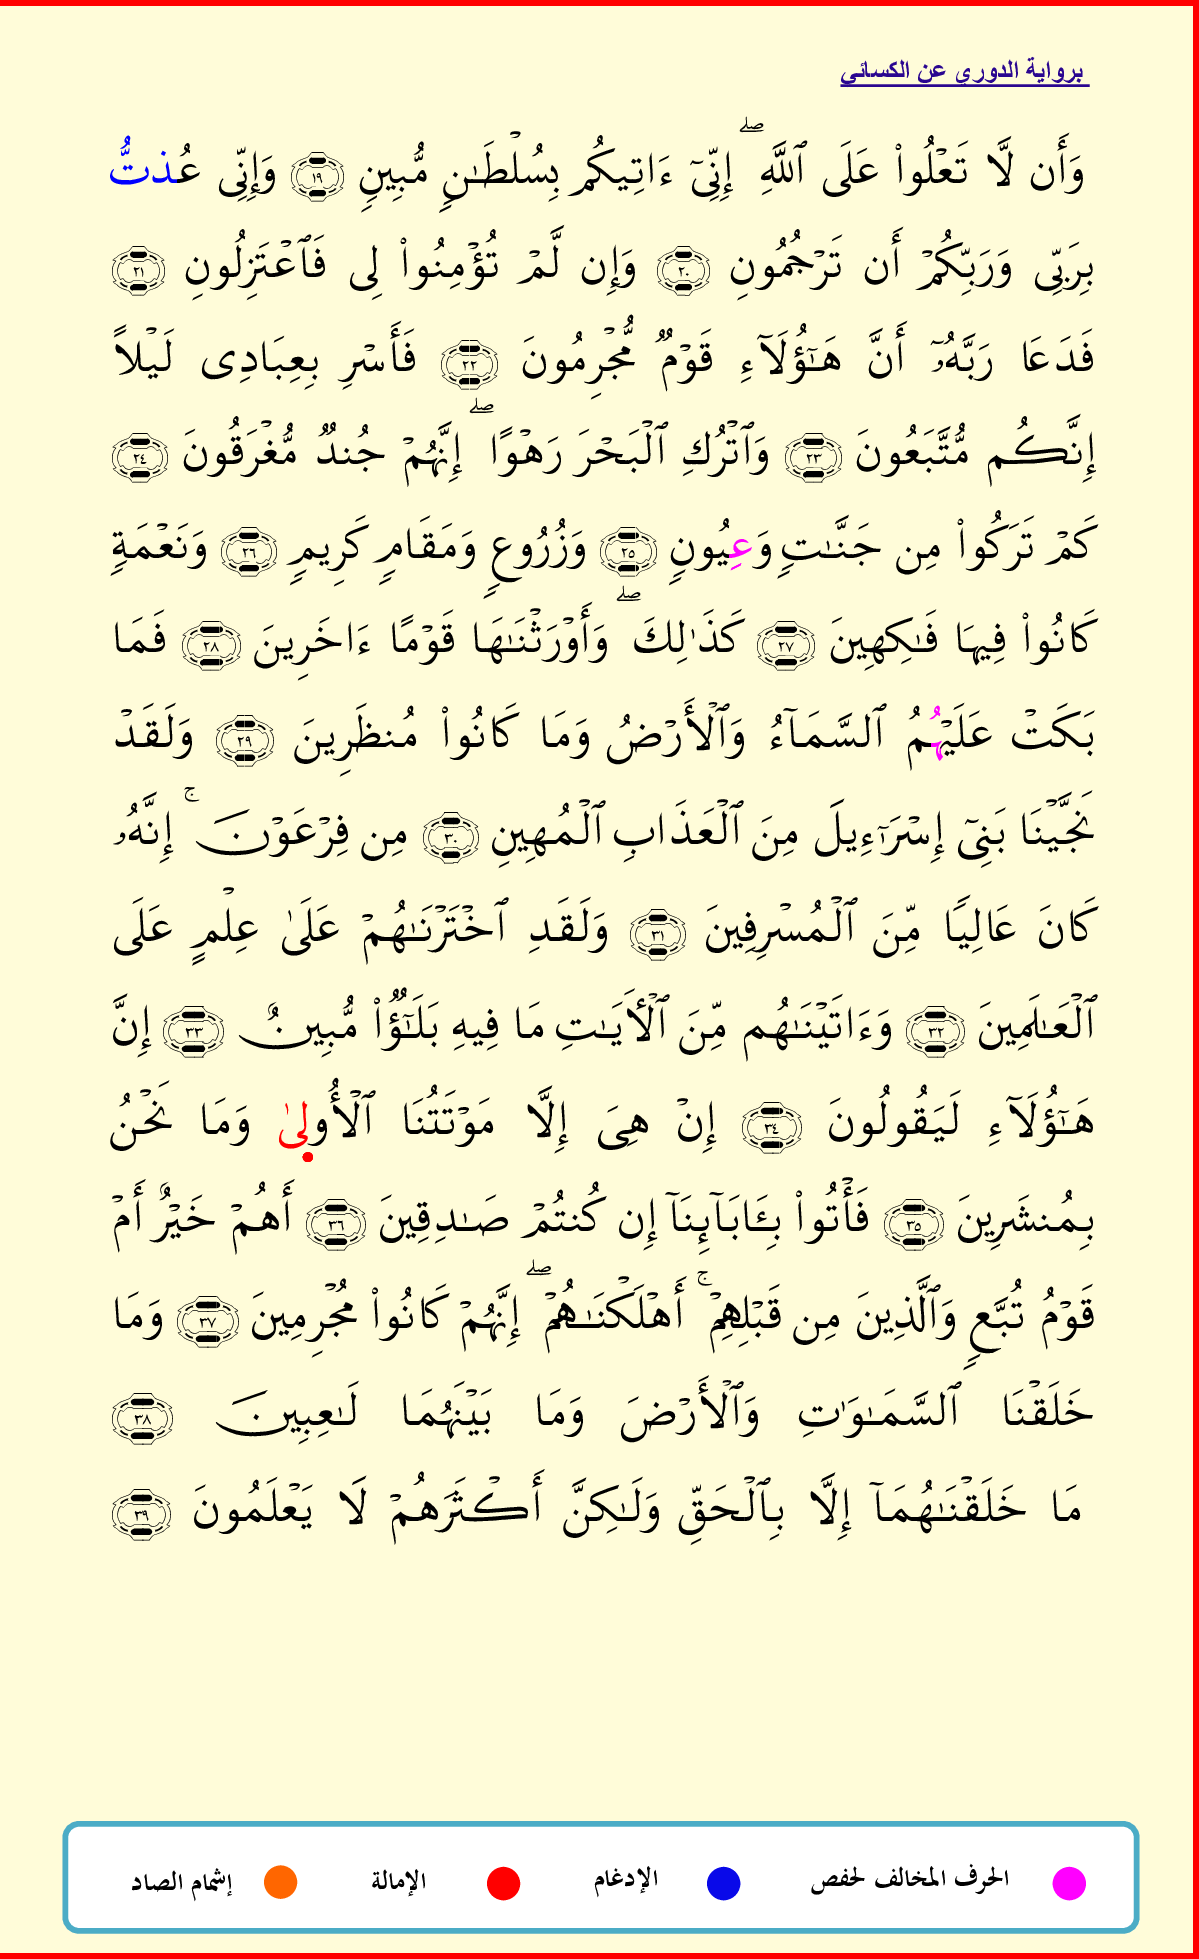 برواية الدوري عن الكسائي
وَأَن لَّا تَعْلُوا۟ عَلَى ٱللَّهِ ۖ إِنِّىٓ ءَاتِيكُم بِسُلْطَـٰنٍ مُّبِينٍ ١٩ وَإِنِّى عُذتُّ
بِرَبِّى وَرَبِّكُمْ أَن تَرْجُمُونِ ٢٠ وَإِن لَّمْ تُؤْمِنُوا۟ لِى فَٱعْتَزِلُونِ ٢١
فَدَعَا رَبَّهُۥٓ أَنَّ هَـٰٓؤُلَآءِ قَوْمٌ مُّجْرِمُونَ ٢٢ فَأَسْرِ بِعِبَادِى لَيْلًا
إِنَّكُم مُّتَّبَعُونَ ٢٣ وَٱتْرُكِ ٱلْبَحْرَ رَهْوًا ۖ إِنَّهُمْ جُندٌ مُّغْرَقُونَ ٢٤
كَمْ تَرَكُوا۟ مِن جَنَّـٰتٍ وَعِيُونٍ ٢٥ وَزُرُوعٍ وَمَقَامٍ كَرِيمٍ ٢٦ وَنَعْمَةٍ
كَانُوا۟ فِيهَا فَـٰكِهِينَ ٢٧ كَذَٰلِكَ ۖ وَأَوْرَثْنَـٰهَا قَوْمًا ءَاخَرِينَ ٢٨ فَمَا
بَكَتْ عَلَيْهُمُ ٱلسَّمَآءُ وَٱلْأَرْضُ وَمَا كَانُوا۟ مُنظَرِينَ ٢٩ وَلَقَدْ
نَجَّيْنَا بَنِىٓ إِسْرَٰٓءِيلَ مِنَ ٱلْعَذَابِ ٱلْمُهِينِ ٣٠ مِن فِرْعَوْنَ ۚ إِنَّهُۥ
كَانَ عَالِيًا مِّنَ ٱلْمُسْرِفِينَ ٣١ وَلَقَدِ ٱخْتَرْنَـٰهُمْ عَلَىٰ عِلْمٍ عَلَى
ٱلْعَـٰلَمِينَ ٣٢ وَءَاتَيْنَـٰهُم مِّنَ ٱلْـَٔايَـٰتِ مَا فِيهِ بَلَـٰٓؤٌا۟ مُّبِينٌ ٣٣ إِنَّ
هَـٰٓؤُلَآءِ لَيَقُولُونَ ٣٤ إِنْ هِىَ إِلَّا مَوْتَتُنَا ٱلْأُولىٰ وَمَا نَحْنُ
بِمُنشَرِينَ ٣٥ فَأْتُوا۟ بِـَٔابَآئِنَآ إِن كُنتُمْ صَـٰدِقِينَ ٣٦ أَهُمْ خَيْرٌ أَمْ
قَوْمُ تُبَّعٍ وَٱلَّذِينَ مِن قَبْلِهِمْ ۚ أَهْلَكْنَـٰهُمْ ۖ إِنَّهُمْ كَانُوا۟ مُجْرِمِينَ ٣٧ وَمَا
خَلَقْنَا ٱلسَّمَـٰوَٰتِ وَٱلْأَرْضَ وَمَا بَيْنَهُمَا لَـٰعِبِينَ ٣٨
مَا خَلَقْنَـٰهُمَآ إِلَّا بِٱلْحَقِّ وَلَـٰكِنَّ أَكْثَرَهُمْ لَا يَعْلَمُونَ ٣٩
الحرف المخالف لحفص الإدغام الإمالة إشمام الصاد